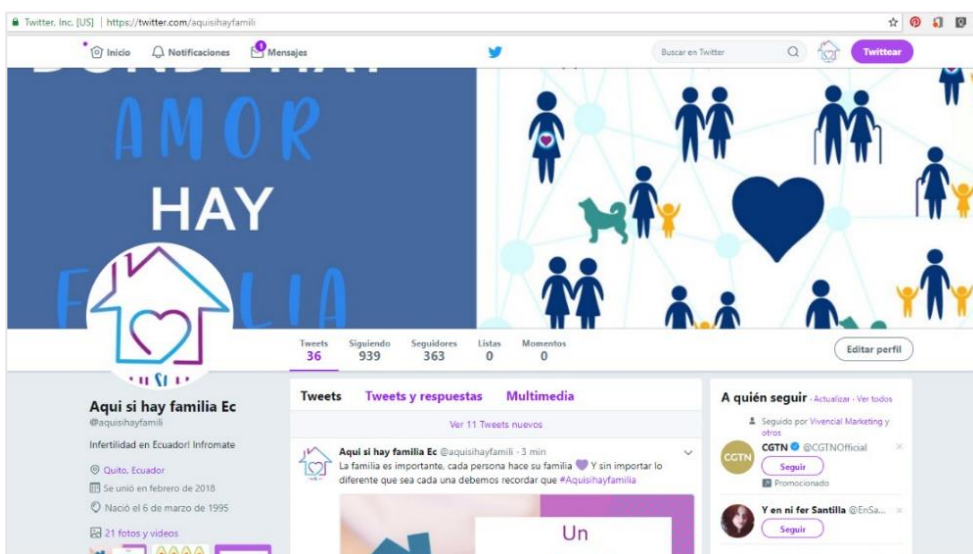 Twitter, Inc. [US] | https://twitter.com/aquisihayfamili
Inicio Notificaciones 1 Mensajes Buscar en Twitter Twittear
DONDE HAY
AMOR
HAY
FAMILIA
Tweets Siguiendo Seguidores Listas Momentos
36 939 363 0 0
Editar perfil
Aqui si hay familia Ec
@aquisihayfamili
Infertilidad en Ecuador! Infromate
Quito, Ecuador
Se unió en febrero de 2018
Nació el 6 de marzo de 1995
21 fotos y videos
Tweets Tweets y respuestas Multimedia
Ver 11 Tweets nuevos
Aqui si hay familia Ec @aquisihayfamili · 3 min
La familia es importante, cada persona hace su familia 💜 Y sin importar lo
diferente que sea cada una debemos recordar que #Aquisihayfamilia
Un
A quién seguir · Actualizar · Ver todos
Seguido por Vivencial Marketing y
otros
CGTN
CGTN @CGTNOfficial
Seguir
Promocionado
Y en ni fer Santilla @EnSa...
Seguir